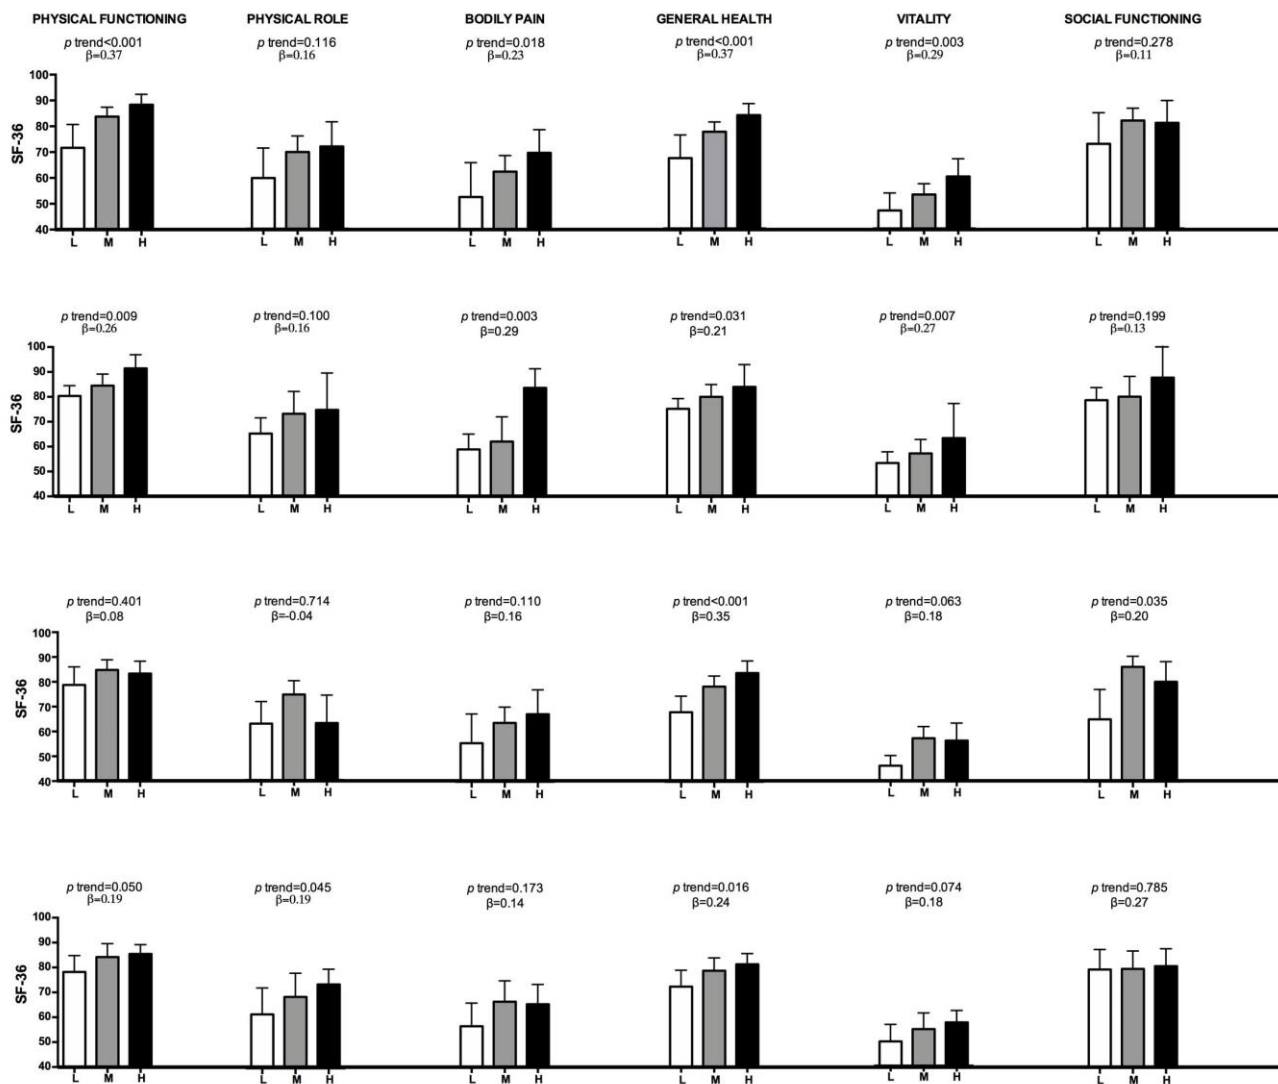 PHYSICAL FUNCTIONING PHYSICAL ROLE BODILY PAIN GENERAL HEALTH VITALITY SOCIAL FUNCTIONING
p trend<0.001 p trend=0.116 p trend=0.018 p trend<0.001 p trend=0.003 p trend=0.278
β=0.37 β=0.16 β=0.23 β=0.37 β=0.29 β=0.11
SF-36
100
90
80
70
60
50
40
L M H L M H L M H L M H L M H L M H
p trend=0.009 p trend=0.100 p trend=0.003 p trend=0.031 p trend=0.007 p trend=0.199
β=0.26 β=0.16 β=0.29 β=0.21 β=0.27 β=0.13
SF-36
100
90
80
70
60
50
40
L M H L M H L M H L M H L M H L M H
p trend=0.401 p trend=0.714 p trend=0.110 p trend<0.001 p trend=0.063 p trend=0.035
β=0.08 β=-0.04 β=0.16 β=0.35 β=0.18 β=0.20
SF-36
100
90
80
70
60
50
40
L M H L M H L M H L M H L M H L M H
p trend=0.050 p trend=0.045 p trend=0.173 p trend=0.016 p trend=0.074 p trend=0.785
β=0.19 β=0.19 β=0.14 β=0.24 β=0.18 β=0.27
SF-36
100
90
80
70
60
50
40
L M H L M H L M H L M H L M H L M H